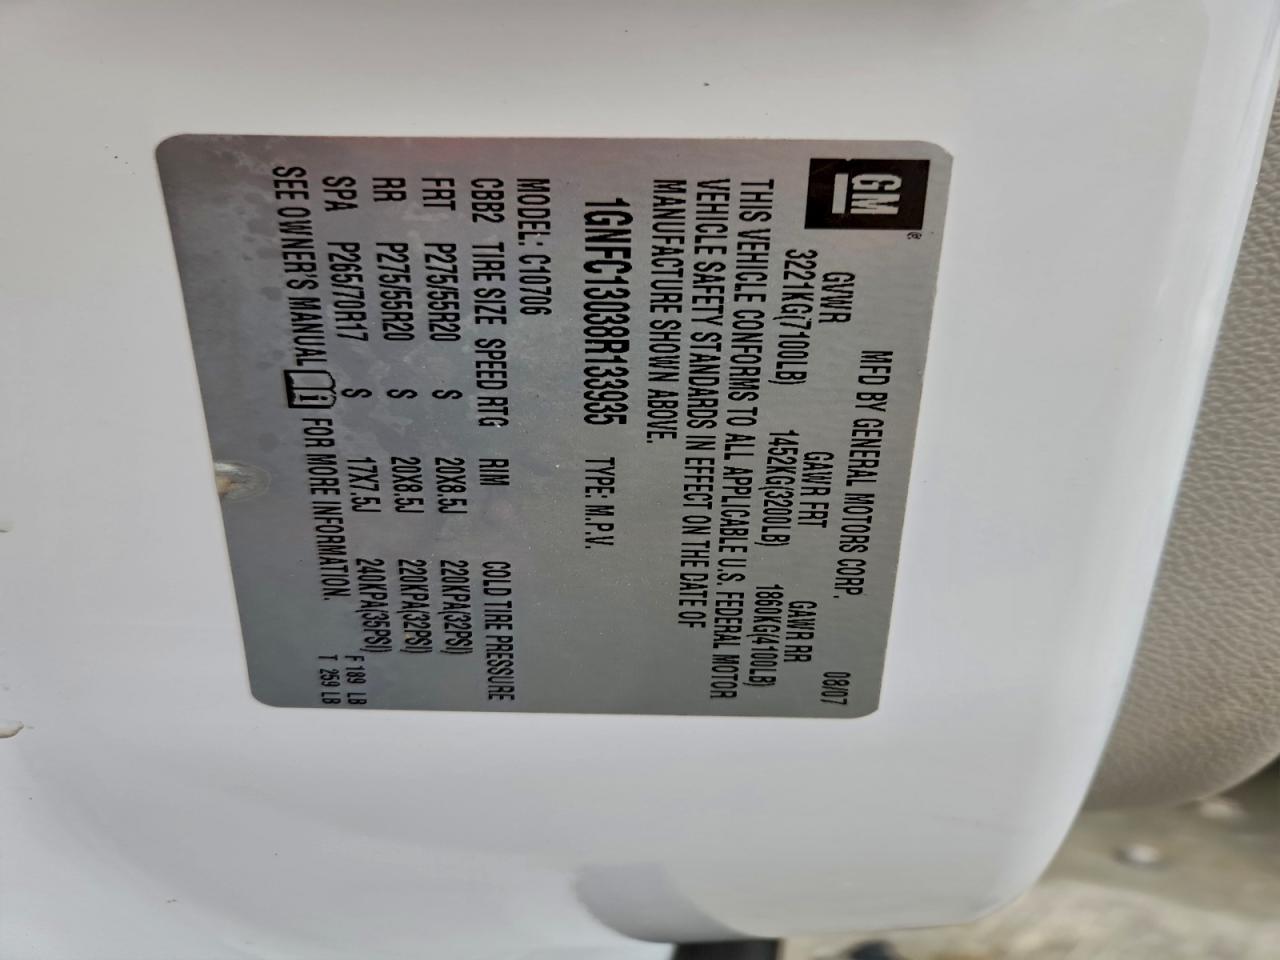 GM®
MFD BY GENERAL MOTORS CORP. 08/07
GVWR GAWR FRT GAWR RR
3221KG(7100LB) 1452KG(3200LB) 1860KG(4100LB)
THIS VEHICLE CONFORMS TO ALL APPLICABLE U.S. FEDERAL MOTOR
VEHICLE SAFETY STANDARDS IN EFFECT ON THE DATE OF
MANUFACTURE SHOWN ABOVE.
1GNFC13038R133935 TYPE: M.P.V.
MODEL: C10706
CBB2 TIRE SIZE SPEED RTG RIM COLD TIRE PRESSURE
FRT P275/55R20 S 20X8.5J 220KPA(32PSI)
RR P275/55R20 S 20X8.5J 220KPA(32PSI)
SPA P265/70R17 S 17X7.5J 240KPA(35PSI) F 189 LB
SEE OWNER'S MANUAL FOR MORE INFORMATION. T 259 LB